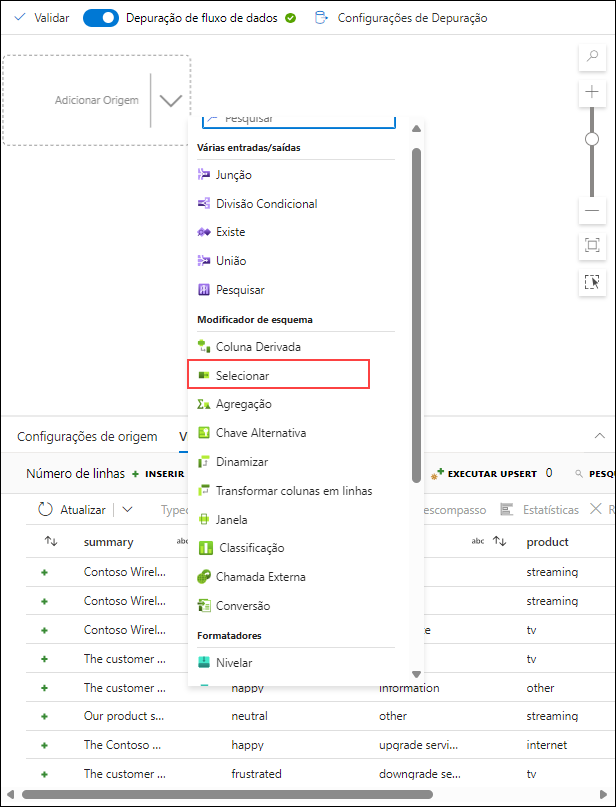 Validar Depuração de fluxo de dados Configurações de Depuração
Adicionar Origem
Pesquisar
Várias entradas/saídas
Junção
Divisão Condicional
Existe
União
Pesquisar
Modificador de esquema
Coluna Derivada
Selecionar
Agregação
Chave Alternativa
Dinamizar
Transformar colunas em linhas
Janela
Classificação
Chamada Externa
Conversão
Formatadores
Nivelar
Configurações de origem V
Número de linhas + INSERIR EXECUTAR UPSERT 0 PESQU
Atualizar Typec escompasso Estatísticas R
summary abc abc product
Contoso Wirel... streaming
Contoso Wirel... streaming
Contoso Wirel... e tv
The customer ... tv
The customer ... happy information other
Our product s... neutral other streaming
The Contoso ... happy upgrade servi... internet
The customer ... frustrated downgrade se... tv